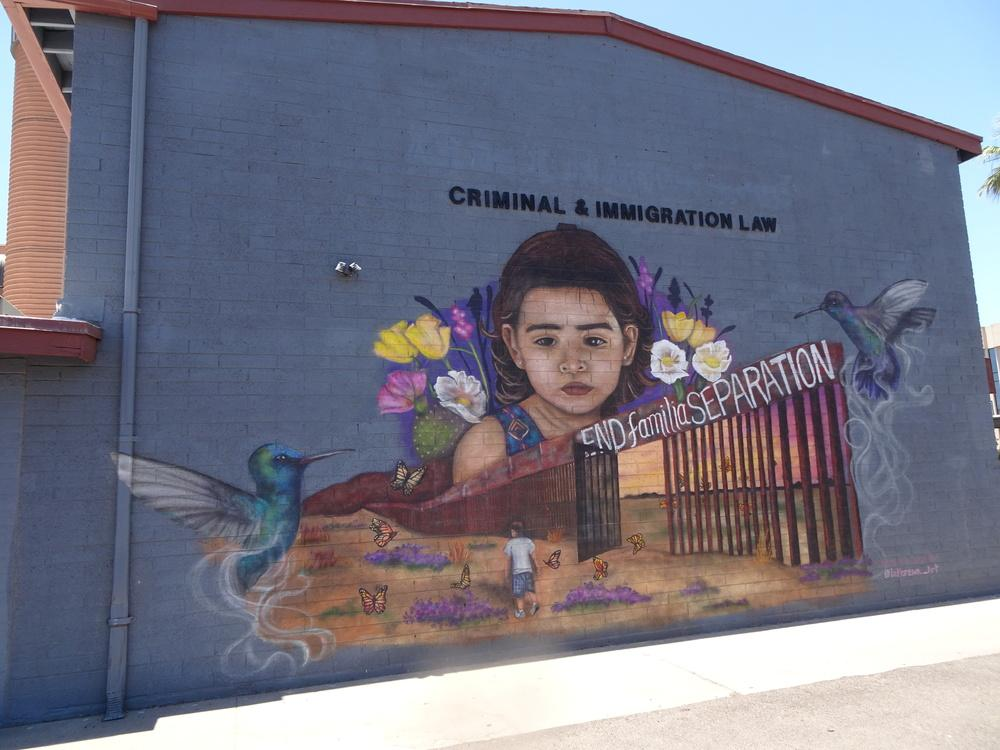 CRIMINAL & IMMIGRATION LAW
END familia SEPARATION